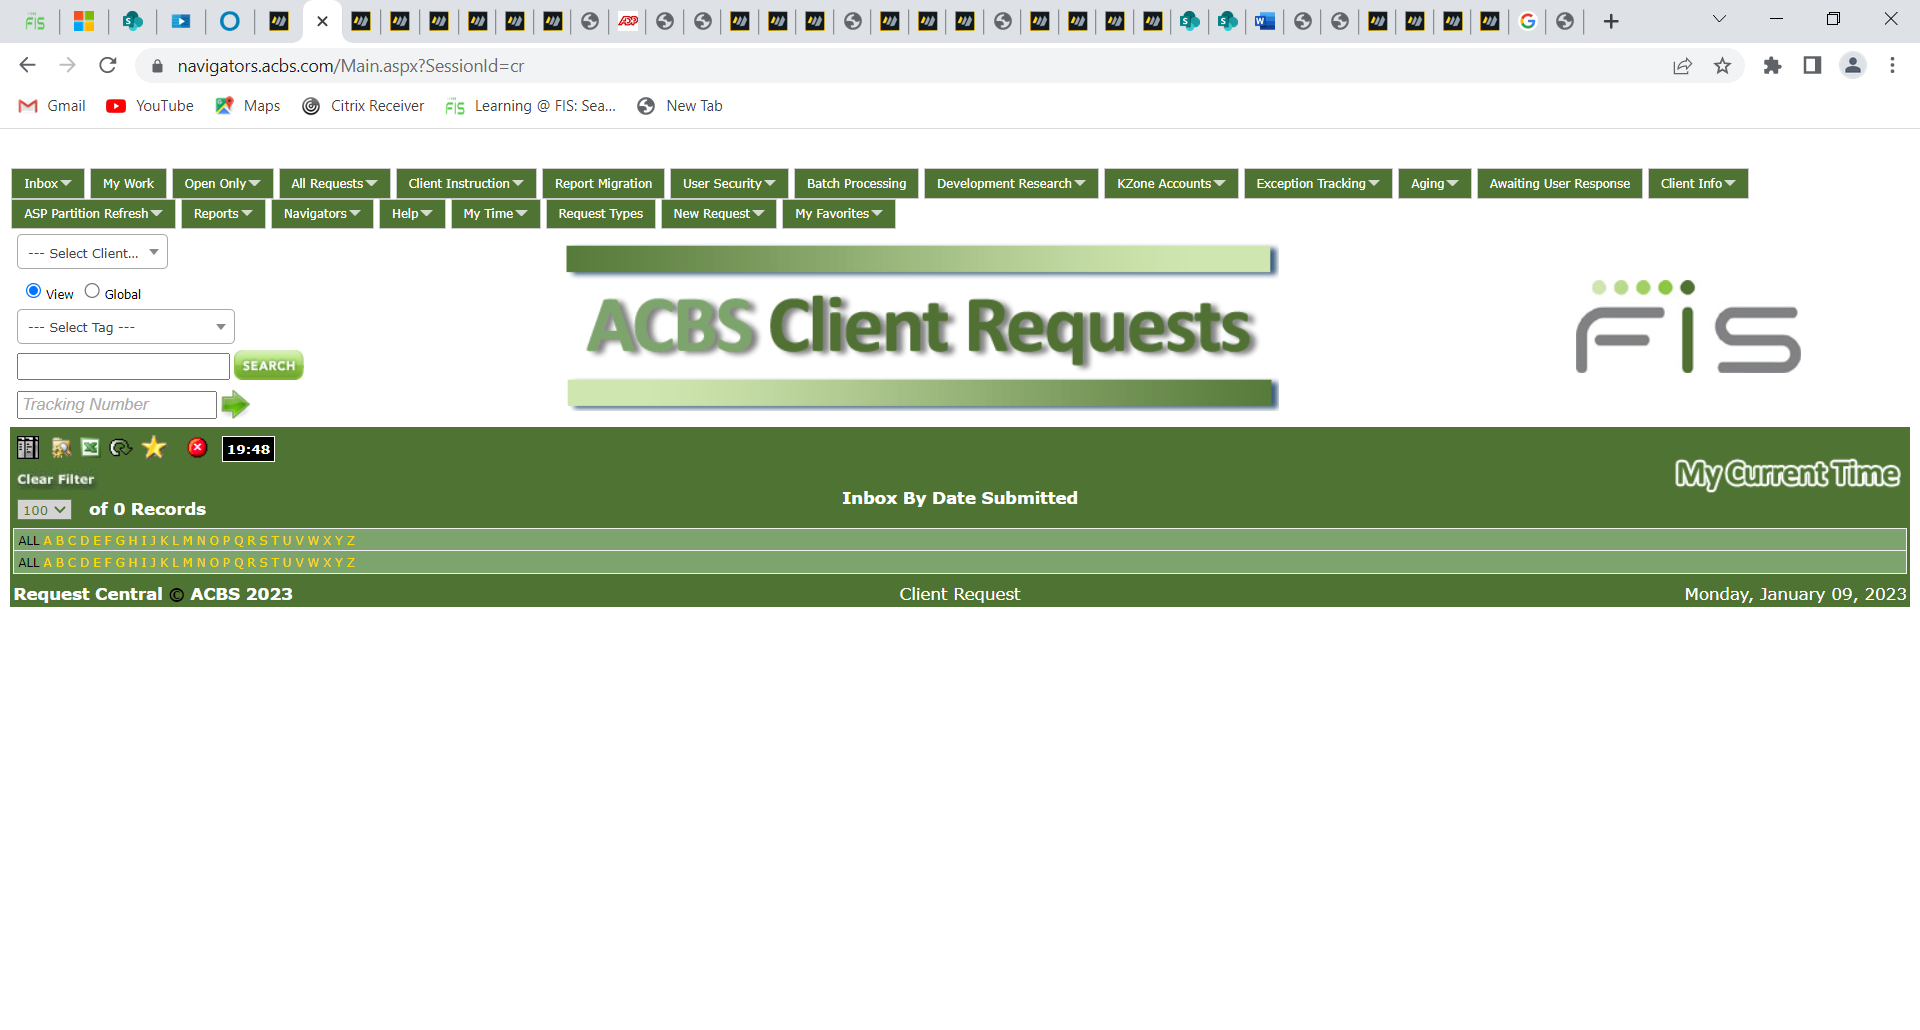 navigators.acbs.com/Main.aspx?SessionId=cr
Gmail YouTube Maps Citrix Receiver Learning @ FIS: Sea... New Tab
Inbox My Work Open Only All Requests Client Instruction Report Migration User Security Batch Processing Development Research KZone Accounts Exception Tracking Aging Awaiting User Response Client Info
ASP Partition Refresh Reports Navigators Help My Time Request Types New Request My Favorites
--- Select Client...
View Global
--- Select Tag ---
SEARCH
Tracking Number
ACBS Client Requests
FIS
19:48
Clear Filter
My Current Time
Inbox By Date Submitted
100 of 0 Records
ALL A B C D E F G H I J K L M N O P Q R S T U V W X Y Z
ALL A B C D E F G H I J K L M N O P Q R S T U V W X Y Z
Request Central © ACBS 2023 Client Request Monday, January 09, 2023